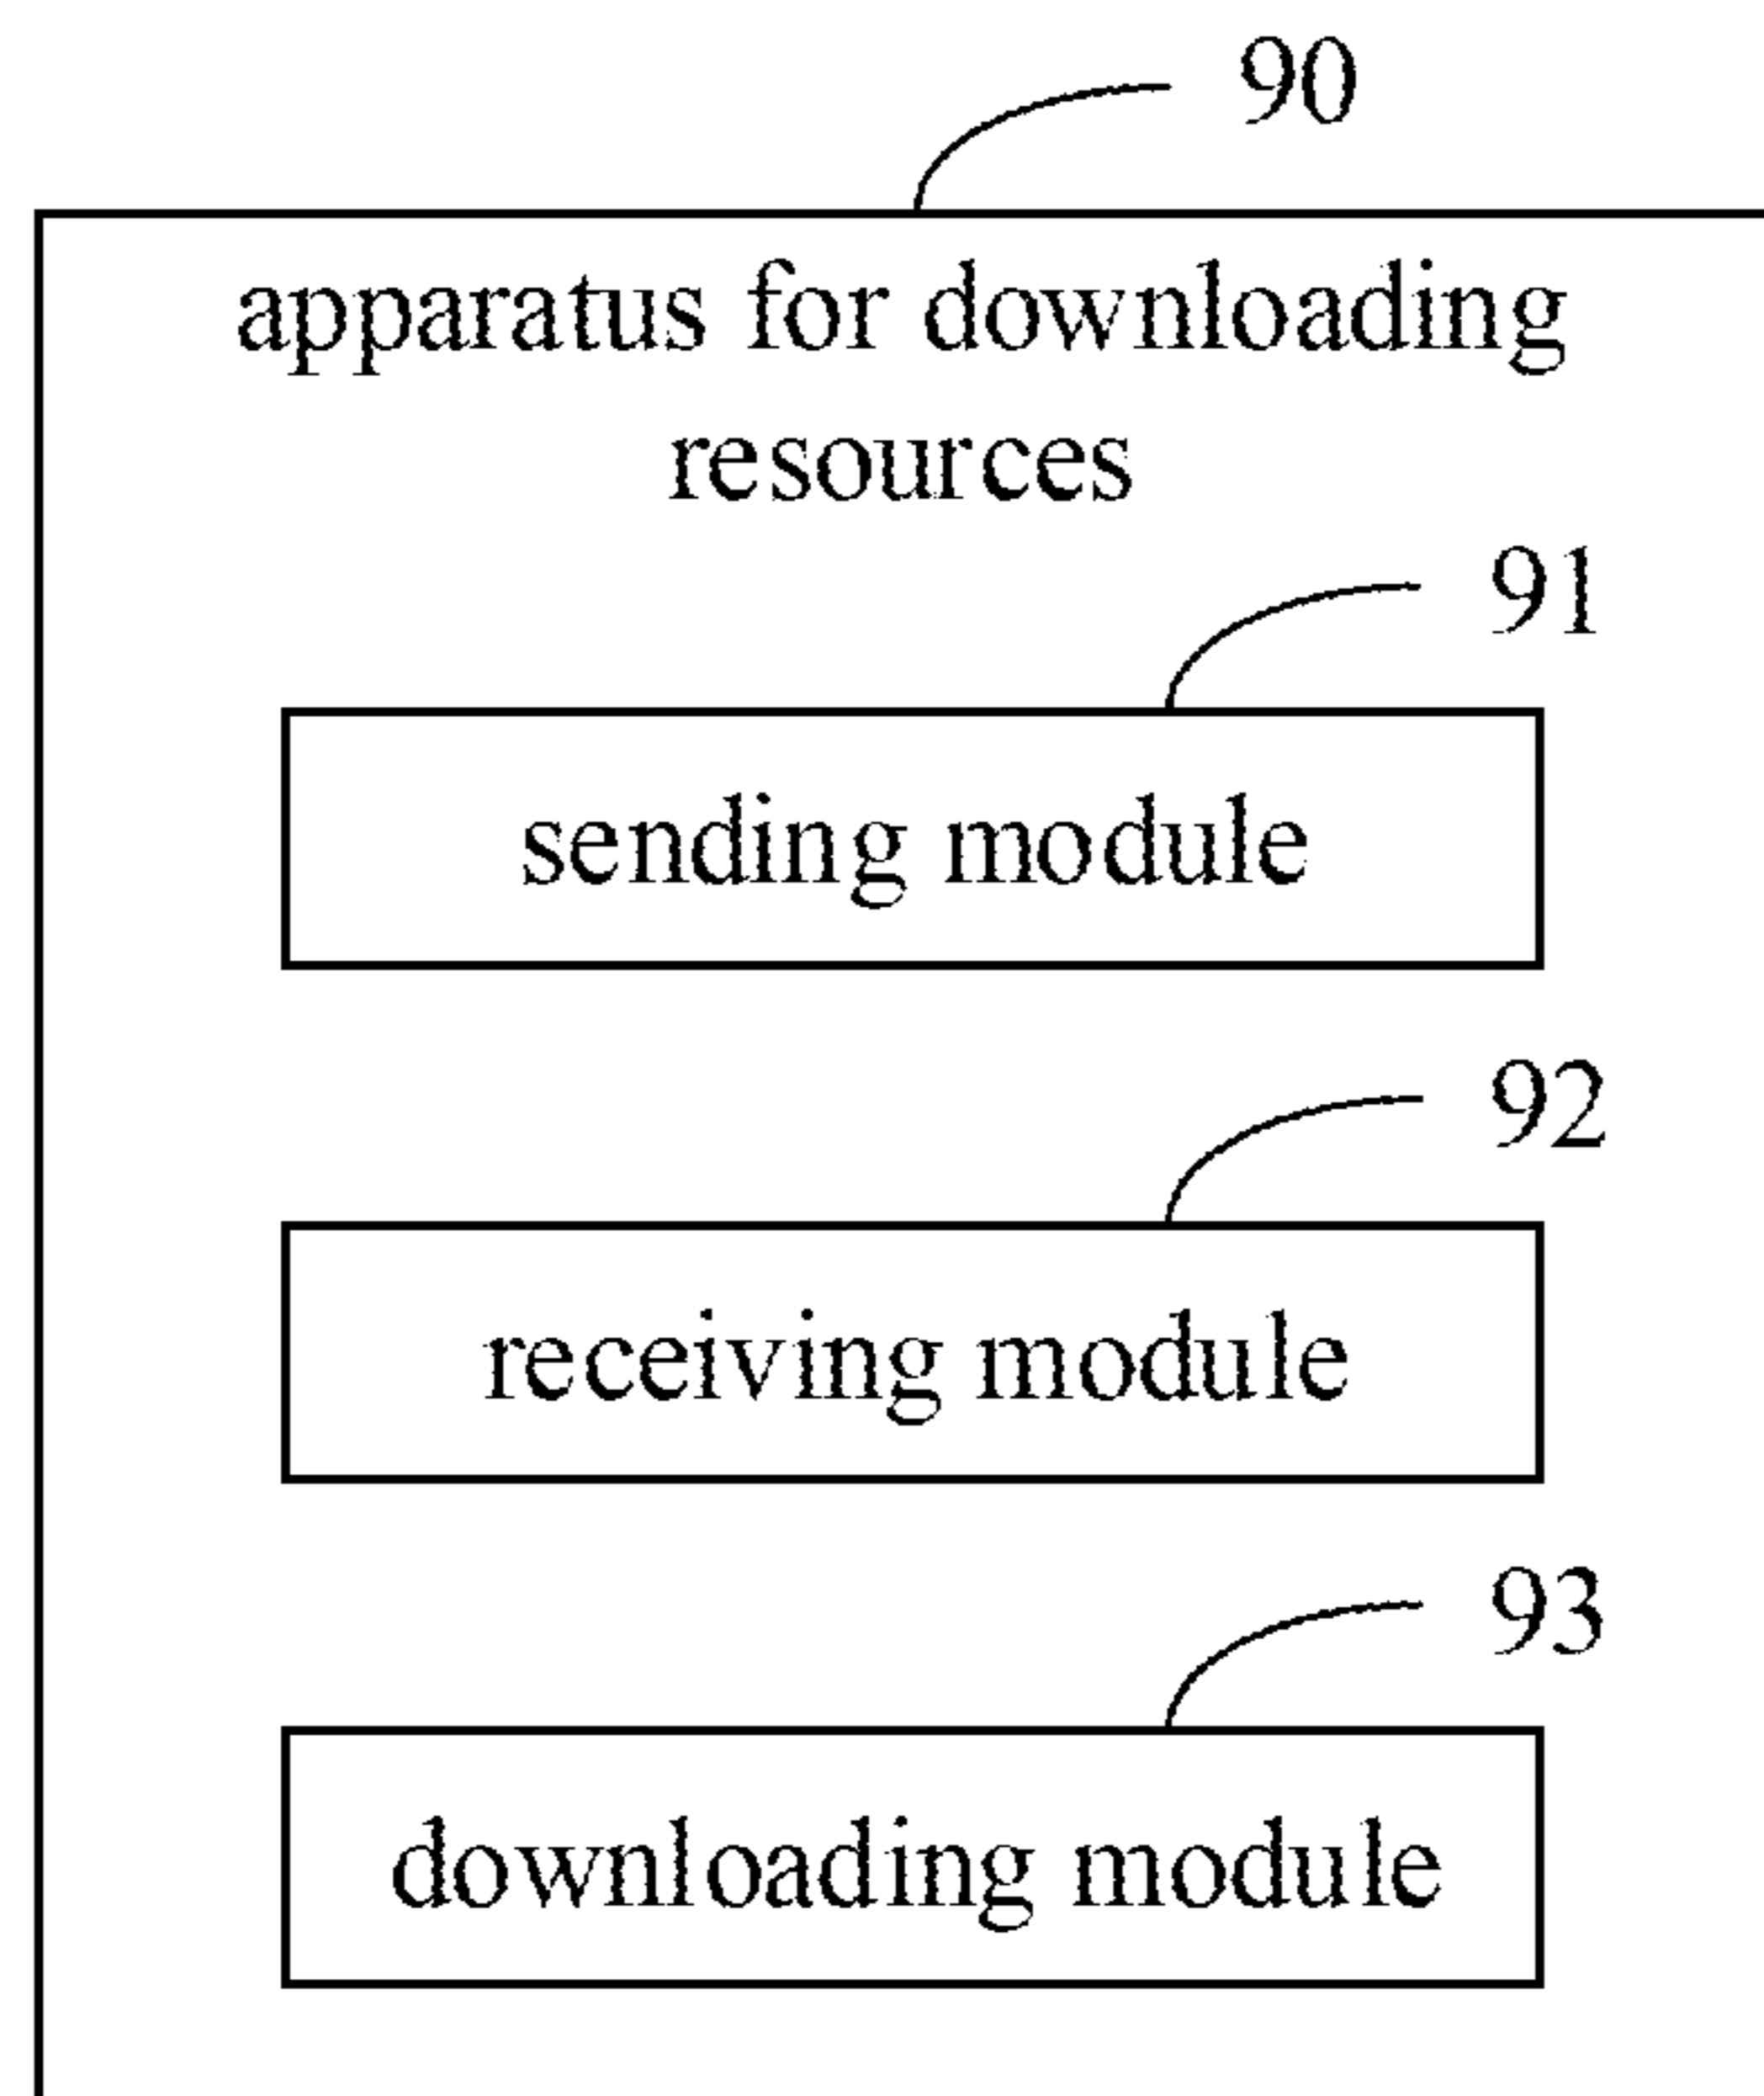 90
apparatus for downloading
resources
91
sending module
92
receiving module
93
downloading module